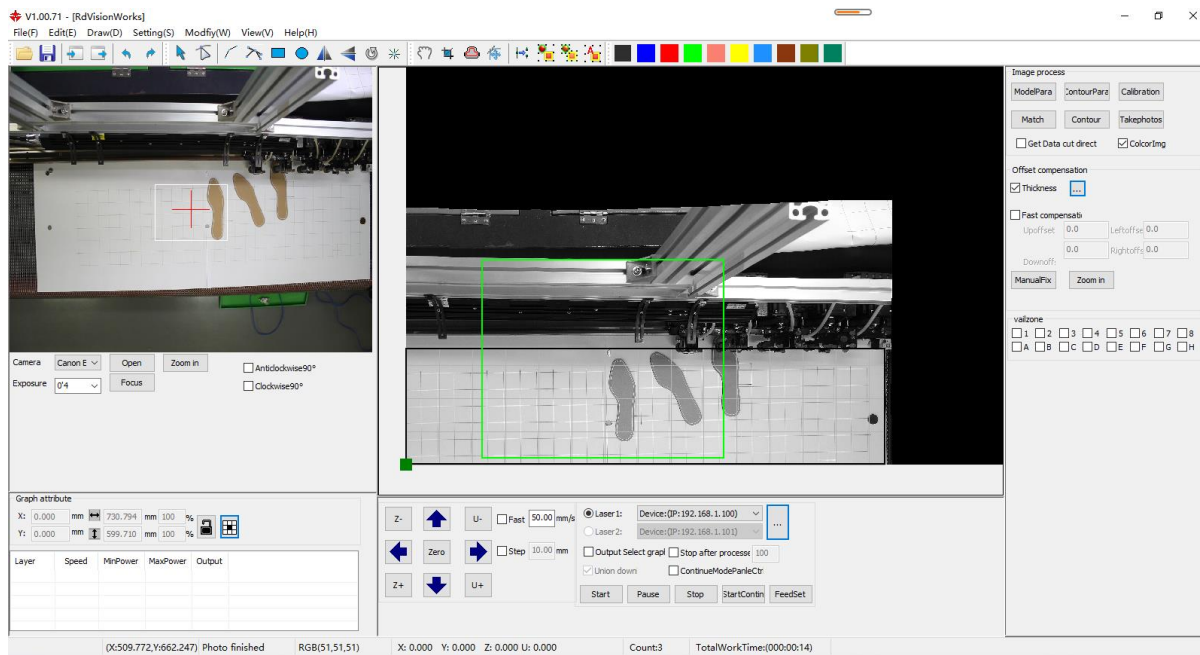 V1.00.71 - [RdVisionWorks]
File(F) Edit(E) Draw(D) Setting(S) Modfiy(W) View(V) Help(H)
Image process
ModelPara ContourPara Calibration
Match Contour Takephotos
Get Data cut direct ColcorImg
Offset compensation
Thickness ...
Fast compensati
Upoffset 0.0 Leftoffse 0.0
0.0 Rightoffs 0.0
Downoff:
ManualFix Zoom in
vailzone
1 2 3 4 5 6 7 8
A B C D E F G H
Camera Canon E Open Zoom in Anticlockwise90°
Exposure 0'4 Focus Clockwise90°
Graph attribute
X: 0.000 mm 730.794 mm 100 %
Y: 0.000 mm 599.710 mm 100 %
Layer Speed MinPower MaxPower Output
Z- U- Fast 50.00 mm/s
Zero Step 10.00 mm
Z+ U+
Laser1: Device:(IP:192.168.1.100) ...
Laser2: Device:(IP:192.168.1.101)
Output Select grapl Stop after processe 100
Union down ContinueModePanleCtr
Start Pause Stop StartContin FeedSet
(X:509.772,Y:662.247) Photo finished RGB(51,51,51) X: 0.000 Y: 0.000 Z: 0.000 U: 0.000 Count:3 TotalWorkTime:(000:00:14)